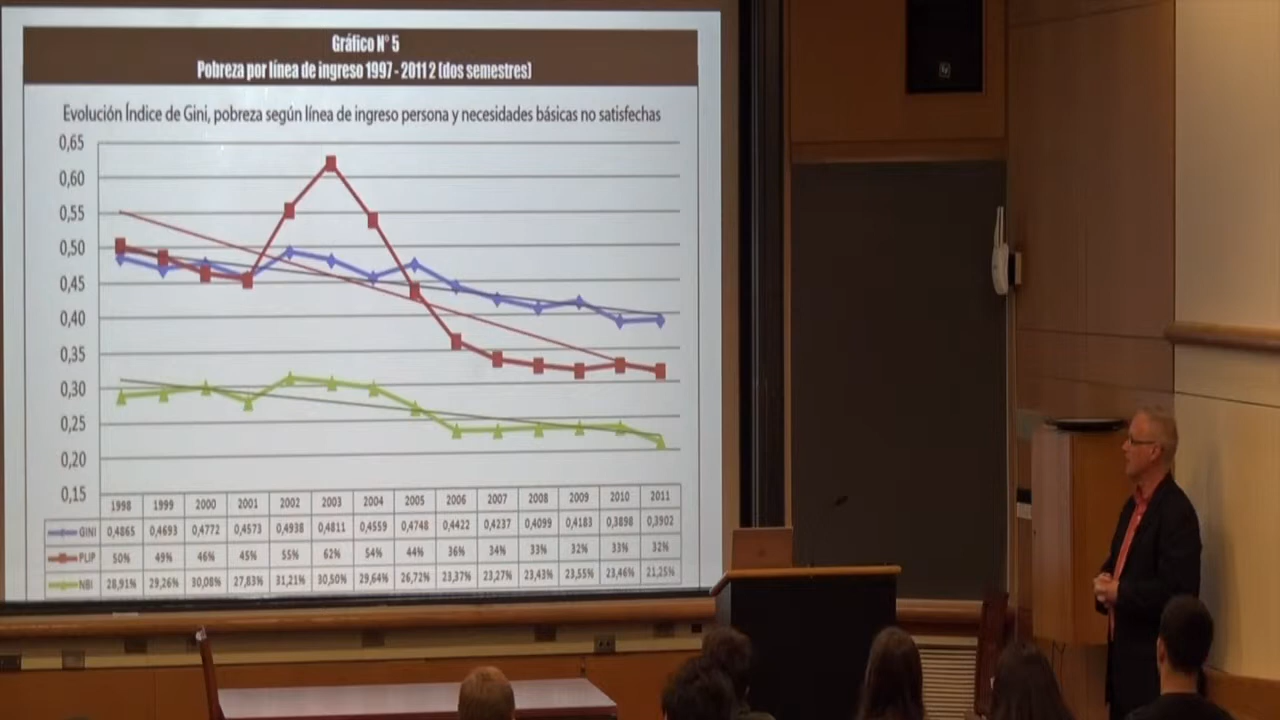 Gráfico N° 5
Pobreza por línea de ingreso 1997 - 2011 2 (dos semestres)
Evolución Índice de Gini, pobreza según línea de ingreso persona y necesidades básicas no satisfechas
0,65
0,60
0,55
0,50
0,45
0,40
0,35
0,30
0,25
0,20
0,15
1998 1999 2000 2001 2002 2003 2004 2005 2006 2007 2008 2009 2010 2011
GINI 0,4865 0,4693 0,4772 0,4573 0,4938 0,4811 0,4559 0,4748 0,4422 0,4237 0,4099 0,4183 0,3898 0,3902
PLIP 50% 49% 46% 45% 55% 62% 54% 44% 36% 34% 33% 32% 33% 32%
NBI 28,91% 29,26% 30,08% 27,83% 31,21% 30,50% 29,64% 26,72% 23,37% 23,27% 23,43% 23,55% 23,46% 21,25%